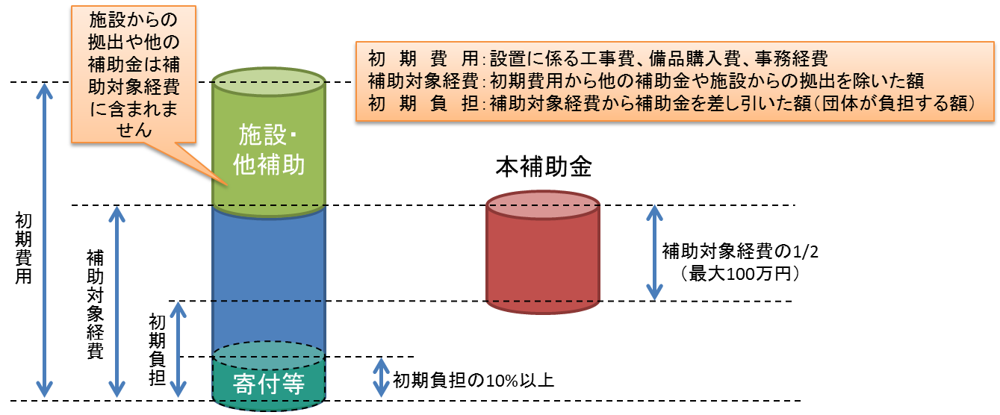 施設からの
拠出や他の
補助金は補
助対象経費
に含まれま
せん
初　期　費　用：設置に係る工事費、備品購入費、事務経費
補助対象経費：初期費用から他の補助金や施設からの拠出を除いた額
初　期　負　担：補助対象経費から補助金を差し引いた額（団体が負担する額）
施設・
他補助
本補助金
初期費用
補助対象経費
初期負担
補助対象経費の1/2
（最大100万円）
寄付等
初期負担の10%以上